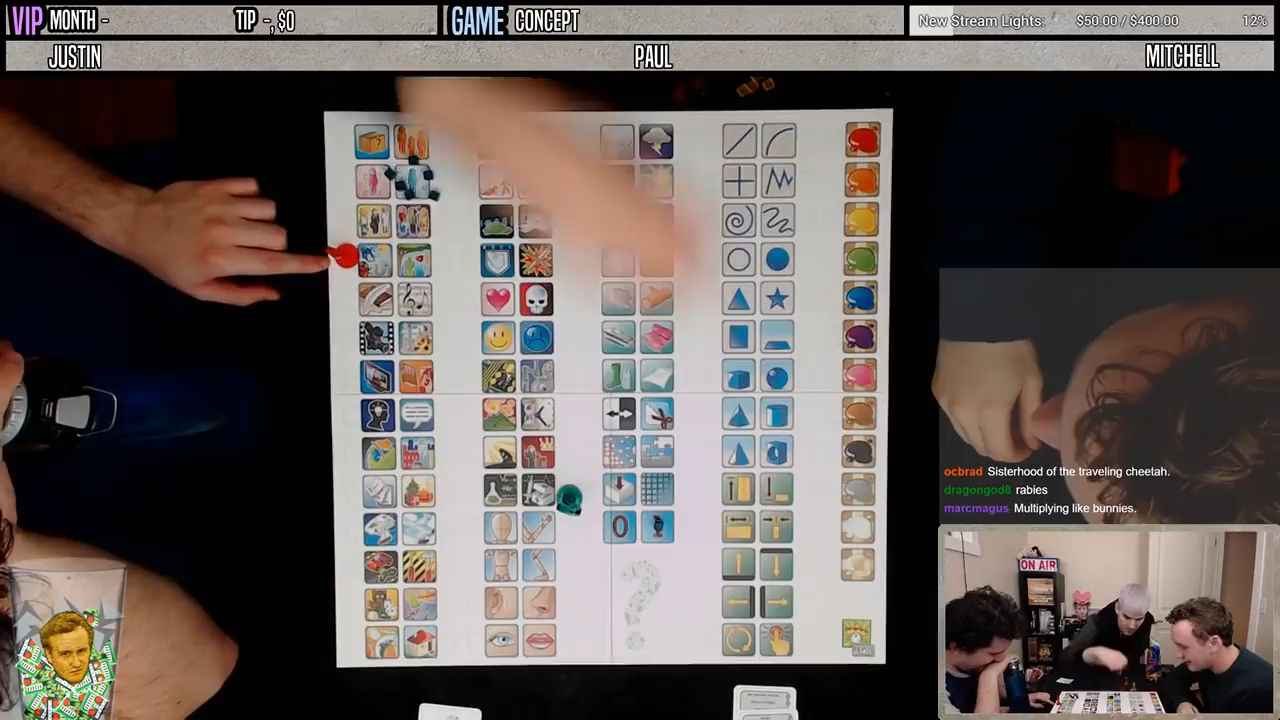 VIP MONTH -
TIP -, $0
GAME CONCEPT
New Stream Lights: $50.00 / $400.00 12%
JUSTIN
PAUL
MITCHELL
ocbrad Sisterhood of the traveling cheetah.
dragongod8 rabies
marcmagus Multiplying like bunnies.
ON AIR